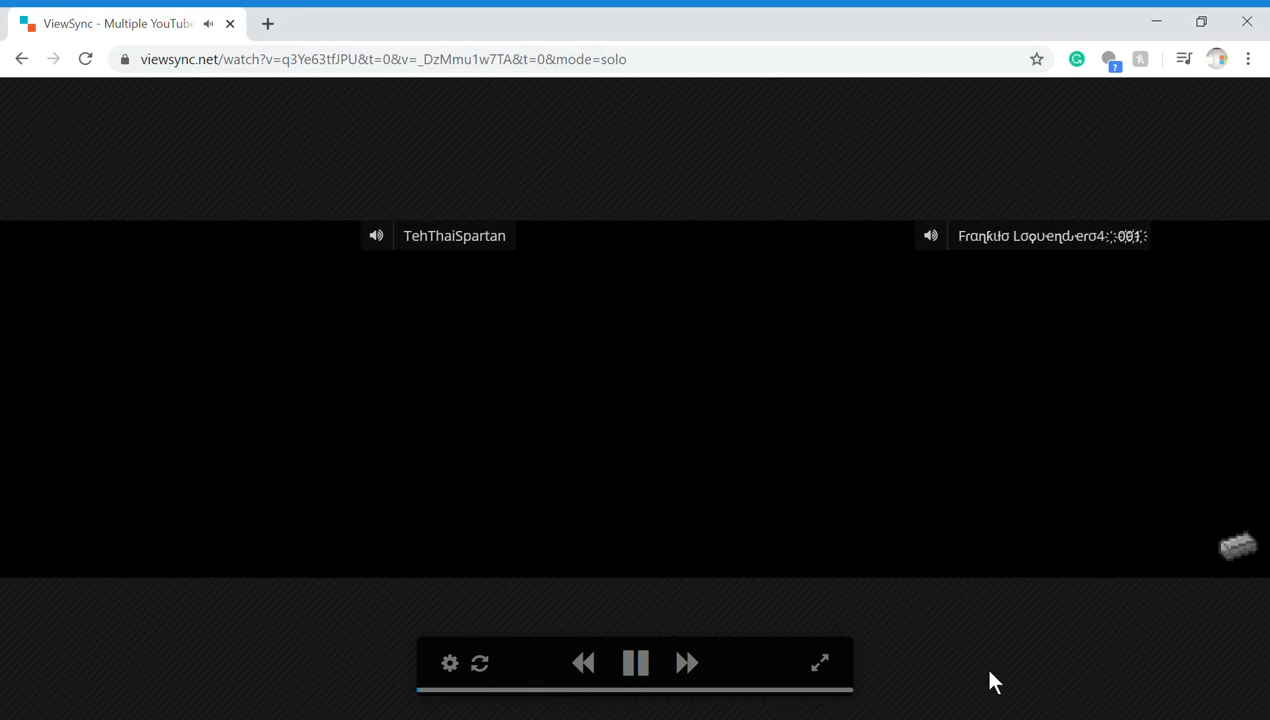 ViewSync - Multiple YouTube
viewsync.net/watch?v=q3Ye63tfJPU&t=0&v=_DzMmu1w7TA&t=0&mode=solo
?
TehThaiSpartan